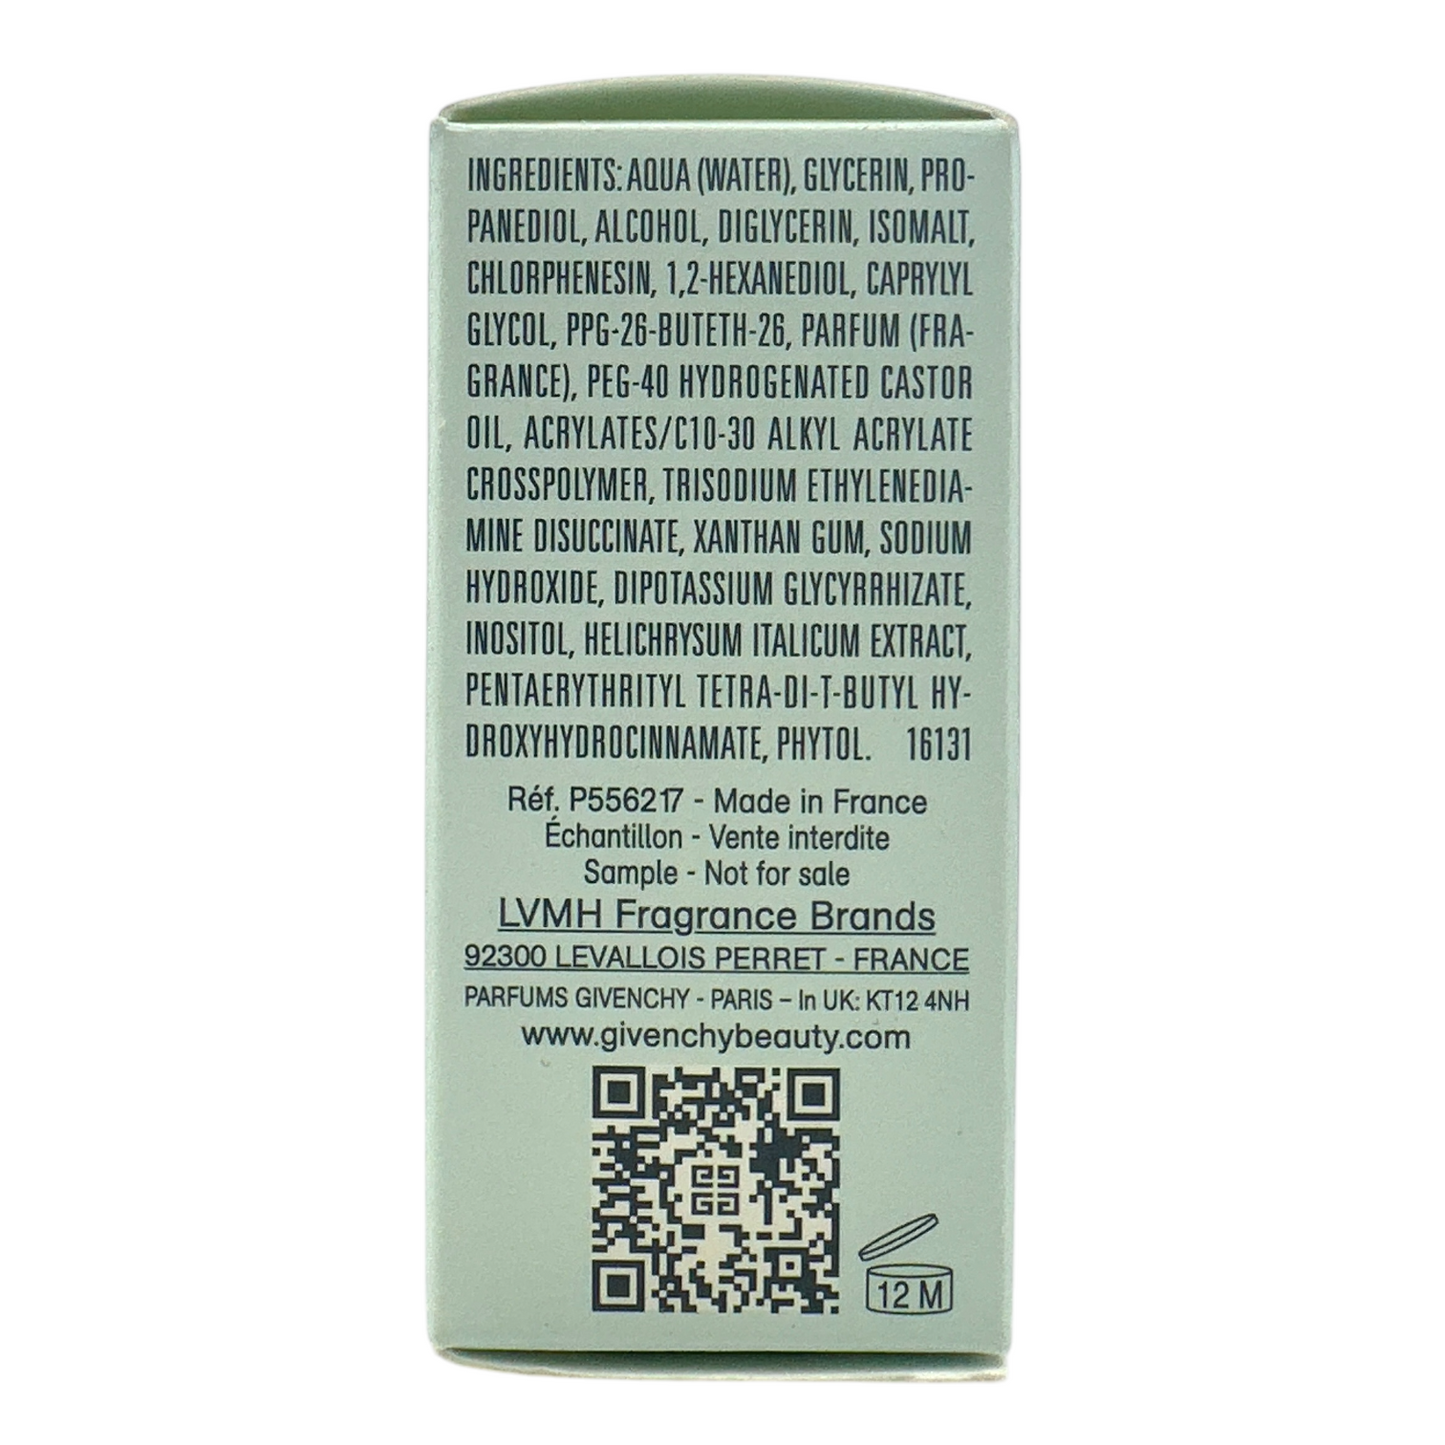 INGREDIENTS: AQUA (WATER), GLYCERIN, PRO-
PANEDIOL, ALCOHOL, DIGLYCERIN, ISOMALT,
CHLORPHENESIN, 1,2-HEXANEDIOL, CAPRYLYL
GLYCOL, PPG-26-BUTETH-26, PARFUM (FRA-
GRANCE), PEG-40 HYDROGENATED CASTOR
OIL, ACRYLATES/C10-30 ALKYL ACRYLATE
CROSSPOLYMER, TRISODIUM ETHYLENEDIA-
MINE DISUCCINATE, XANTHAN GUM, SODIUM
HYDROXIDE, DIPOTASSIUM GLYCYRRHIZATE,
INOSITOL, HELICHRYSUM ITALICUM EXTRACT,
PENTAERYTHRITYL TETRA-DI-T-BUTYL HY-
DROXYHYDROCINNAMATE, PHYTOL. 16131
Réf. P556217 - Made in France
Échantillon - Vente interdite
Sample - Not for sale
LVMH Fragrance Brands
92300 LEVALLOIS PERRET - FRANCE
PARFUMS GIVENCHY - PARIS – In UK: KT12 4NH
www.givenchybeauty.com
12 M